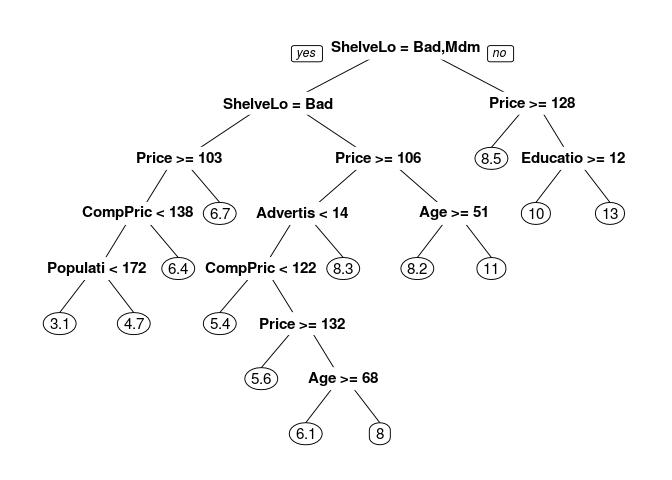 yes ShelveLo = Bad,Mdm no
ShelveLo = Bad Price >= 128
Price >= 103 Price >= 106 8.5 Educatio >= 12
CompPric < 138 6.7 Advertis < 14 Age >= 51 10 13
Populati < 172 6.4 CompPric < 122 8.3 8.2 11
3.1 4.7 5.4 Price >= 132
5.6 Age >= 68
6.1 8